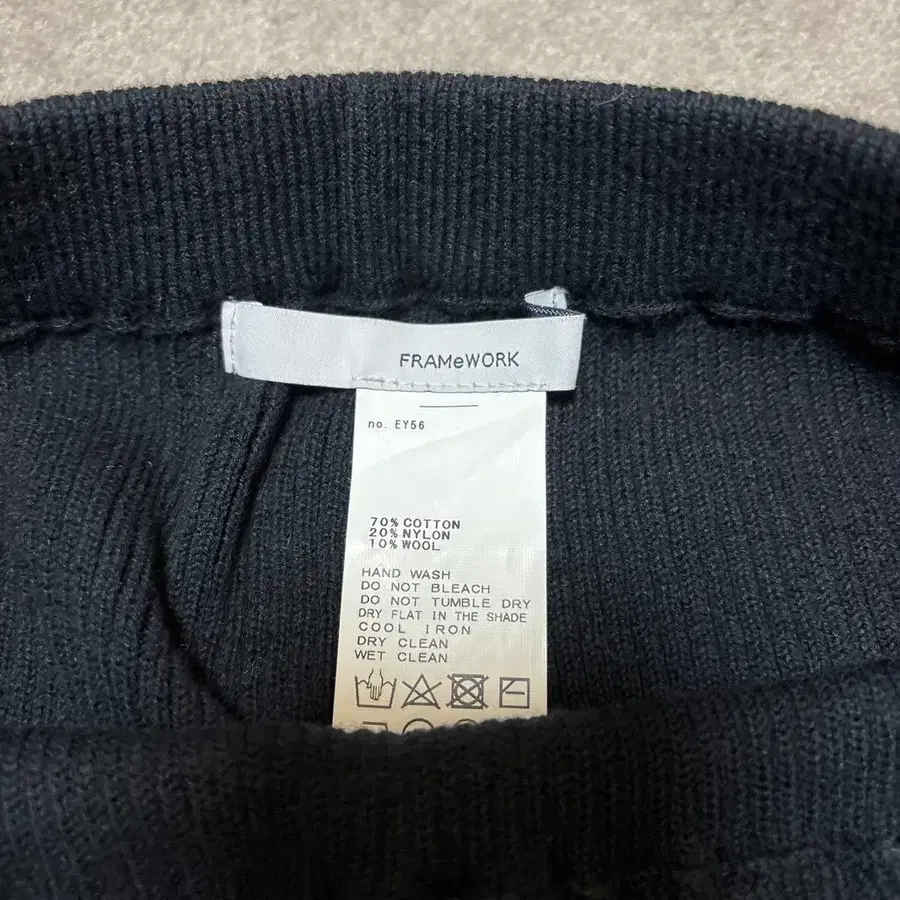 FRAMeWORK
no. EY56
70% COTTON
20% NYLON
10% WOOL
HAND WASH
DO NOT BLEACH
DO NOT TUMBLE DRY
DRY FLAT IN THE SHADE
COOL IRON
DRY CLEAN
WET CLEAN